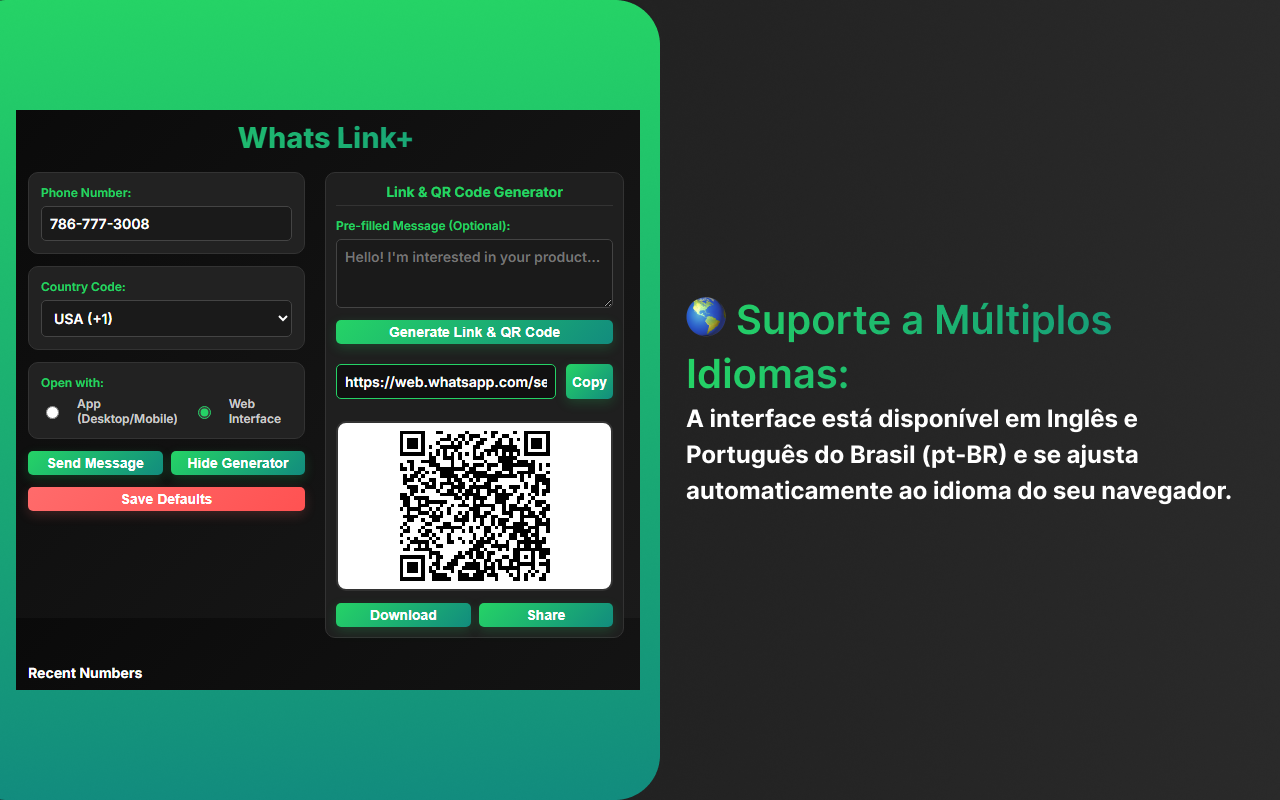 Whats Link+
Phone Number:
786-777-3008
Country Code:
USA (+1)
Open with:
App
(Desktop/Mobile)
Web
Interface
Send Message
Hide Generator
Save Defaults
Link & QR Code Generator
Pre-filled Message (Optional):
Hello! I'm interested in your product...
Generate Link & QR Code
https://web.whatsapp.com/se
Copy
Download
Share
Recent Numbers
🌎 Suporte a Múltiplos
Idiomas:
A interface está disponível em Inglês e
Português do Brasil (pt-BR) e se ajusta
automaticamente ao idioma do seu navegador.